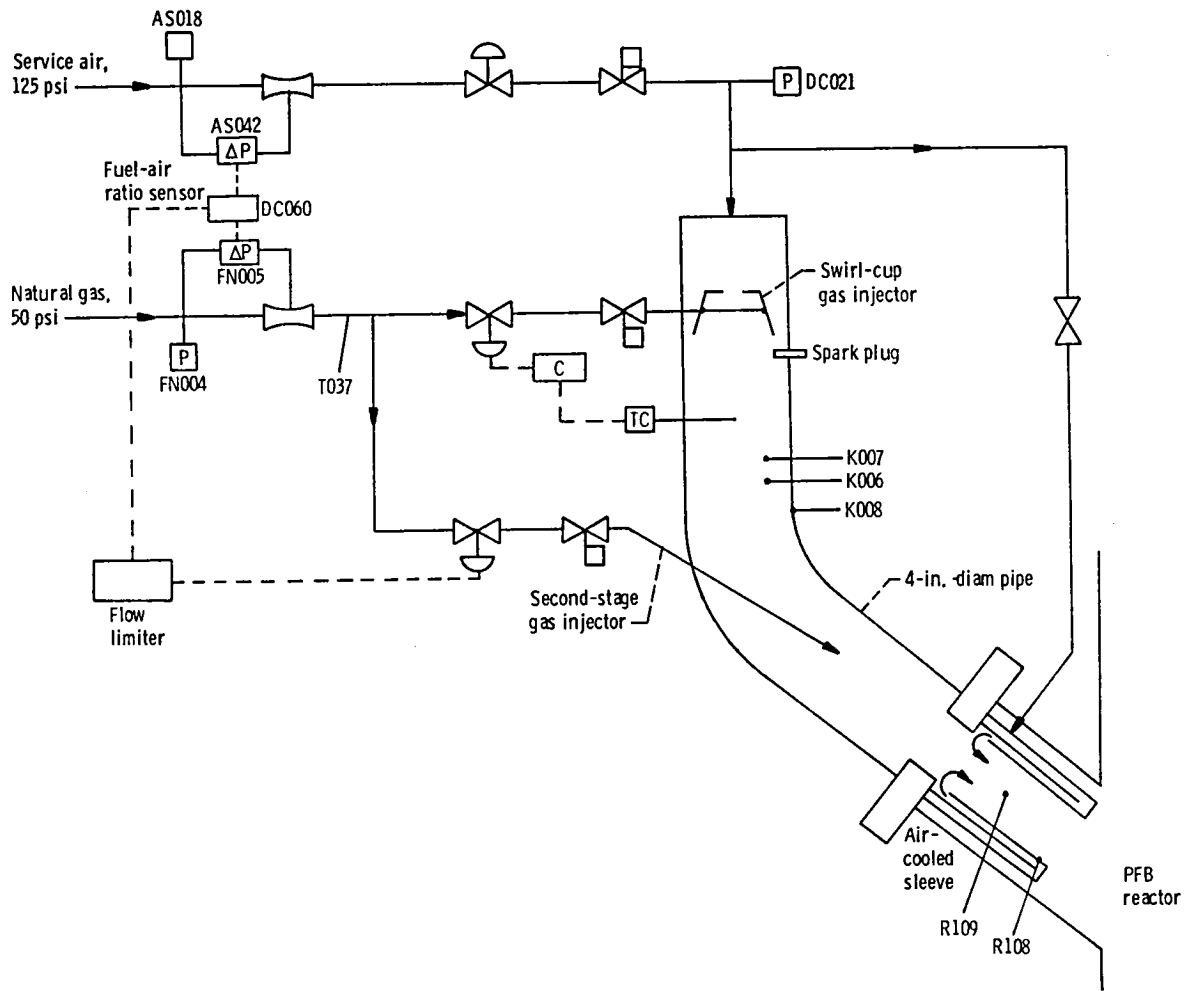 AS018
Service air,
125 psi
P
DC021
AS042
ΔP
Fuel-air
ratio sensor
DC060
ΔP
FN005
Swirl-cup
gas injector
Natural gas,
50 psi
Spark plug
P
FN004
T037
C
TC
K007
K006
K008
4-in. -diam pipe
Second-stage
gas injector
Flow
limiter
Air-
cooled
sleeve
PFB
reactor
R109
R108